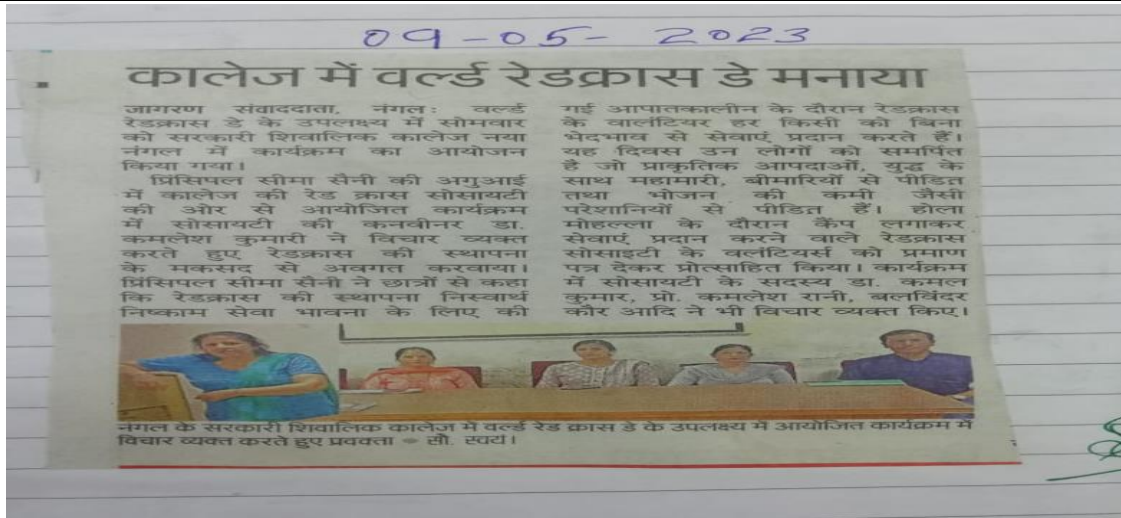 09-05-2023
कालेज में वर्ल्ड रेडक्रास डे मनाया
जागरण संवाददाता, नंगल: वर्ल्ड
रेडक्रास डे के उपलक्ष्य में सोमवार
को सरकारी शिवालिक कालेज नया
नंगल में कार्यक्रम का आयोजन
किया गया।
प्रिंसिपल सीमा सैनी की अगुआई
में कालेज की रेड क्रास सोसायटी
की ओर से आयोजित कार्यक्रम
में सोसायटी की कनवीनर डा.
कमलेश कुमारी ने विचार व्यक्त
करते हुए रेडक्रास की स्थापना
के मकसद से अवगत करवाया।
प्रिंसिपल सीमा सैनी ने छात्रों से कहा
कि रेडक्रास की स्थापना निस्वार्थ
निष्काम सेवा भावना के लिए की
गई आपातकालीन के दौरान रेडक्रास
के वालंटियर हर किसी को बिना
भेदभाव से सेवाएं प्रदान करते हैं।
यह दिवस उन लोगों को समर्पित
है जो प्राकृतिक आपदाओं, युद्ध के
साथ महामारी, बीमारियों से पीडित
तथा भोजन की कमी जैसी
परेशानियों से पीडित हैं। होला
मोहल्ला के दौरान कैंप लगाकर
सेवाएं प्रदान करने वाले रेडक्रास
सोसाइटी के वलंटियर्स को प्रमाण
पत्र देकर प्रोत्साहित किया। कार्यक्रम
में सोसायटी के सदस्य डा. कमल
कुमार, प्रो. कमलेश रानी, बलविंदर
कौर आदि ने भी विचार व्यक्त किए।
नंगल के सरकारी शिवालिक कालेज में वर्ल्ड रेड क्रास डे के उपलक्ष्य में आयोजित कार्यक्रम में
विचार व्यक्त करते हुए प्रवक्ता ● सौ. स्वयं।